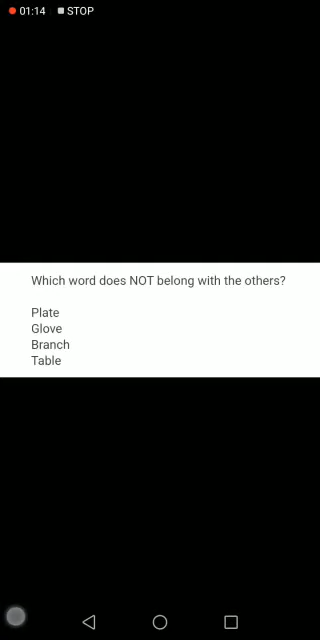 01:14 STOP
Which word does NOT belong with the others?
Plate
Glove
Branch
Table